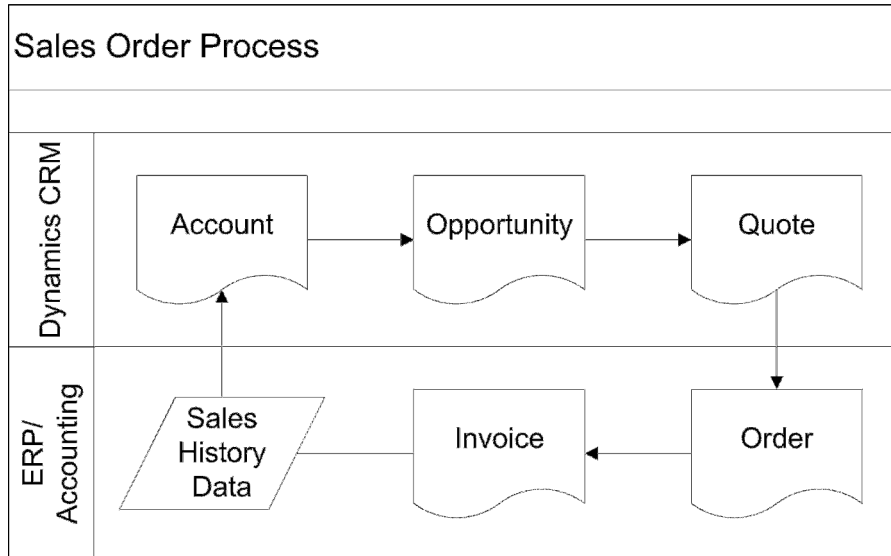 Sales Order Process
Dynamics CRM
Account
Opportunity
Quote
ERP/
Accounting
Sales
History
Data
Invoice
Order